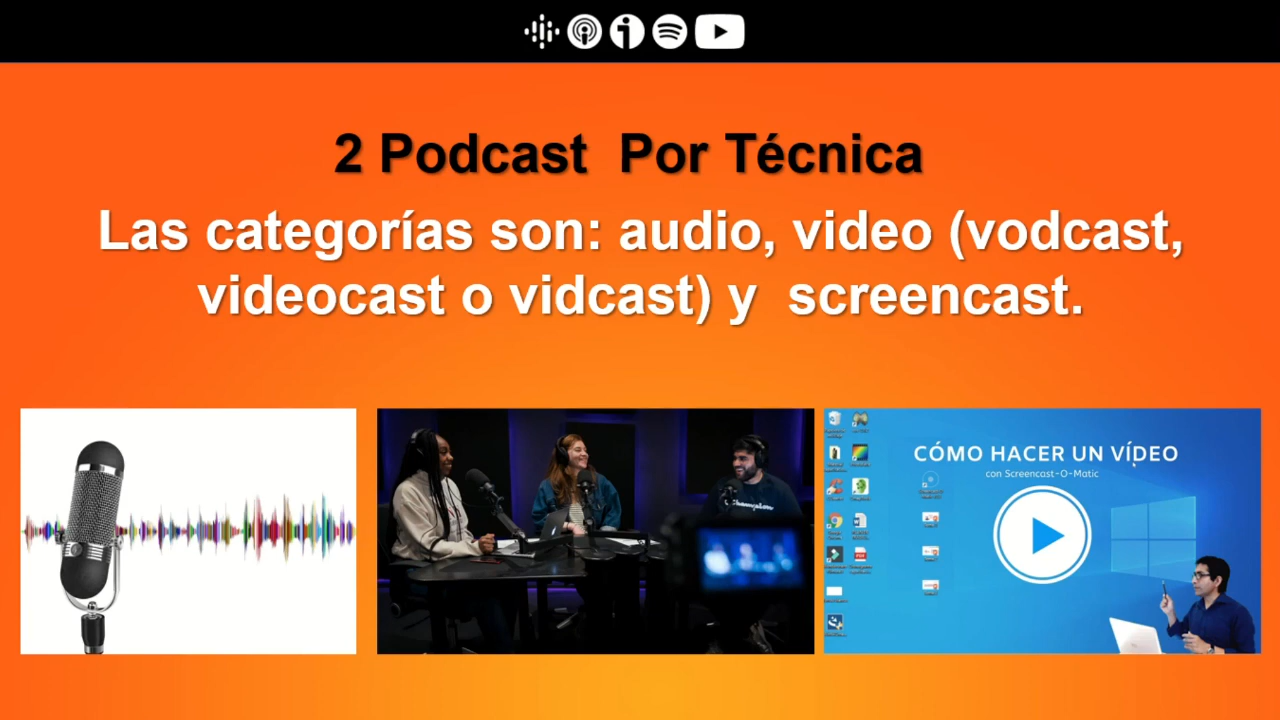 2 Podcast  Por Técnica
Las categorías son: audio, video (vodcast,
videocast o vidcast) y  screencast.
Champion
CÓMO HACER UN VÍDEO
con Screencast-O-Matic